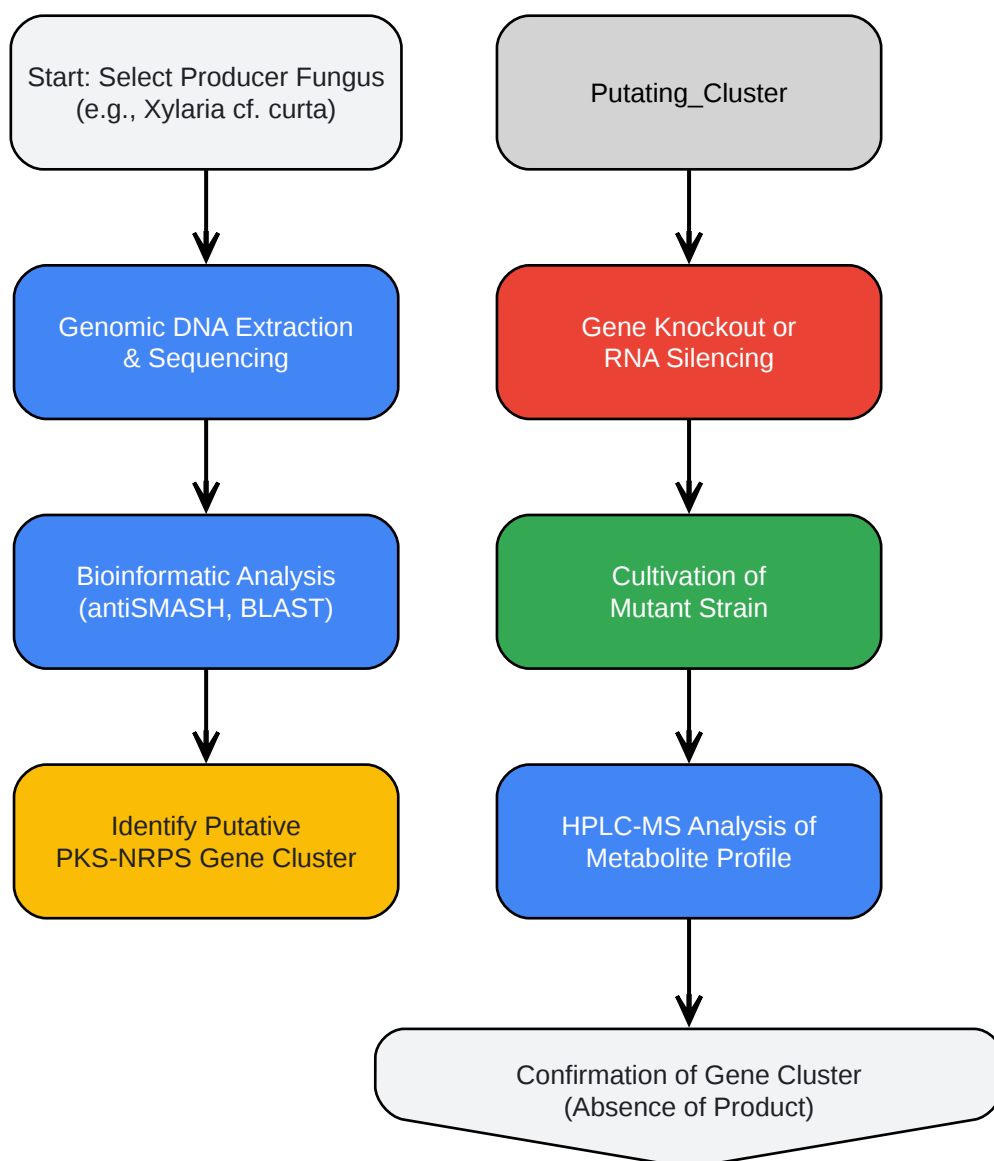 Start: Select Producer Fungus
(e.g., Xylaria cf. curta)
Genomic DNA Extraction
& Sequencing
Bioinformatic Analysis
(antiSMASH, BLAST)
Identify Putative
PKS-NRPS Gene Cluster
Putating_Cluster
Gene Knockout or
RNA Silencing
Cultivation of
Mutant Strain
HPLC-MS Analysis of
Metabolite Profile
Confirmation of Gene Cluster
(Absence of Product)